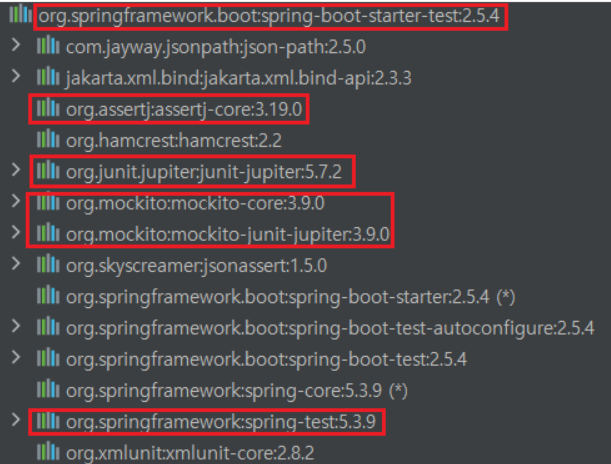 org.springframework.boot:spring-boot-starter-test:2.5.4
com.jayway.jsonpath:json-path:2.5.0
jakarta.xml.bind:jakarta.xml.bind-api:2.3.3
org.assertj:assertj-core:3.19.0
org.hamcrest:hamcrest:2.2
org.junit.jupiter:junit-jupiter:5.7.2
org.mockito:mockito-core:3.9.0
org.mockito:mockito-junit-jupiter:3.9.0
org.skyscreamer:jsonassert:1.5.0
org.springframework.boot:spring-boot-starter:2.5.4 (*)
org.springframework.boot:spring-boot-test-autoconfigure:2.5.4
org.springframework.boot:spring-boot-test:2.5.4
org.springframework:spring-core:5.3.9 (*)
org.springframework:spring-test:5.3.9
org.xmlunit:xmlunit-core:2.8.2